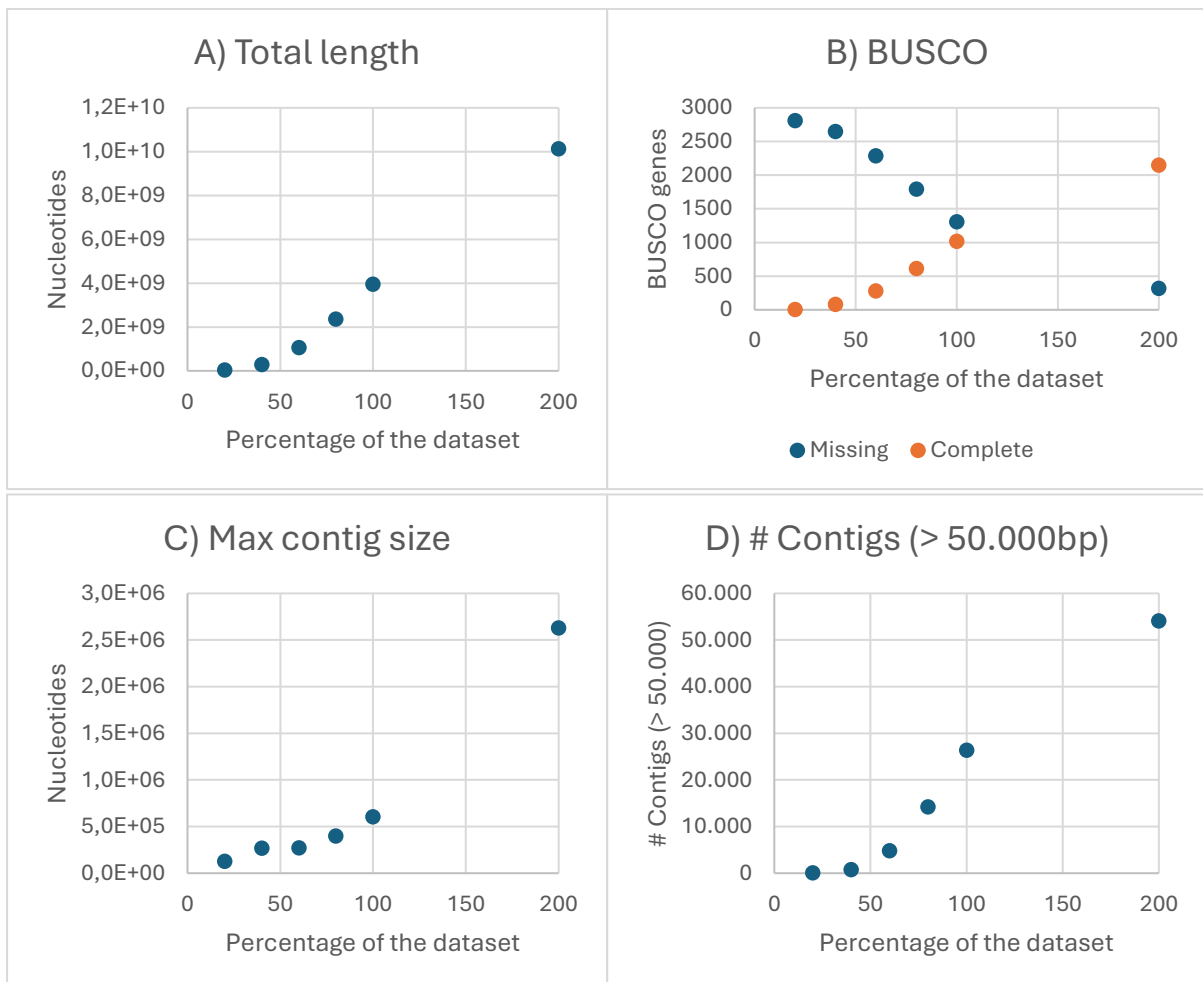 A) Total length
1,2E+10
1,0E+10
8,0E+09
6,0E+09
4,0E+09
2,0E+09
0,0E+00
Nucleotides
0 50 100 150 200
Percentage of the dataset
B) BUSCO
3000
2500
2000
1500
1000
500
0
BUSCO genes
0 50 100 150 200
Percentage of the dataset
Missing Complete
C) Max contig size
3,0E+06
2,5E+06
2,0E+06
1,5E+06
1,0E+06
5,0E+05
0,0E+00
Nucleotides
0 50 100 150 200
Percentage of the dataset
D) # Contigs (> 50.000bp)
60.000
50.000
40.000
30.000
20.000
10.000
0
# Contigs (> 50.000)
0 50 100 150 200
Percentage of the dataset